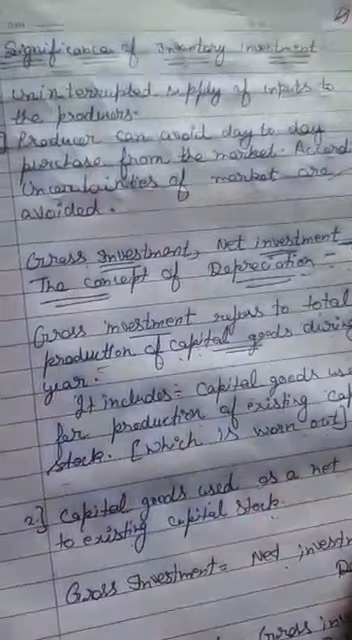 Significance of Inventory investment
Uninterrupted supply of inputs to
the producers.
Producer can avoid day to day
purchase from the market. Accord
Uncertainties of market are
avoided.
Gross Investment, Net investment
The concept of Depreciation =
Gross investment refers to total
production of capital goods during
year.
It includes = Capital goods use
for production of existing cap
stock. [which is worn out]
2.] Capital goods used as a net
to existing capital stock.
Gross Investment = Net investm
Gross inv